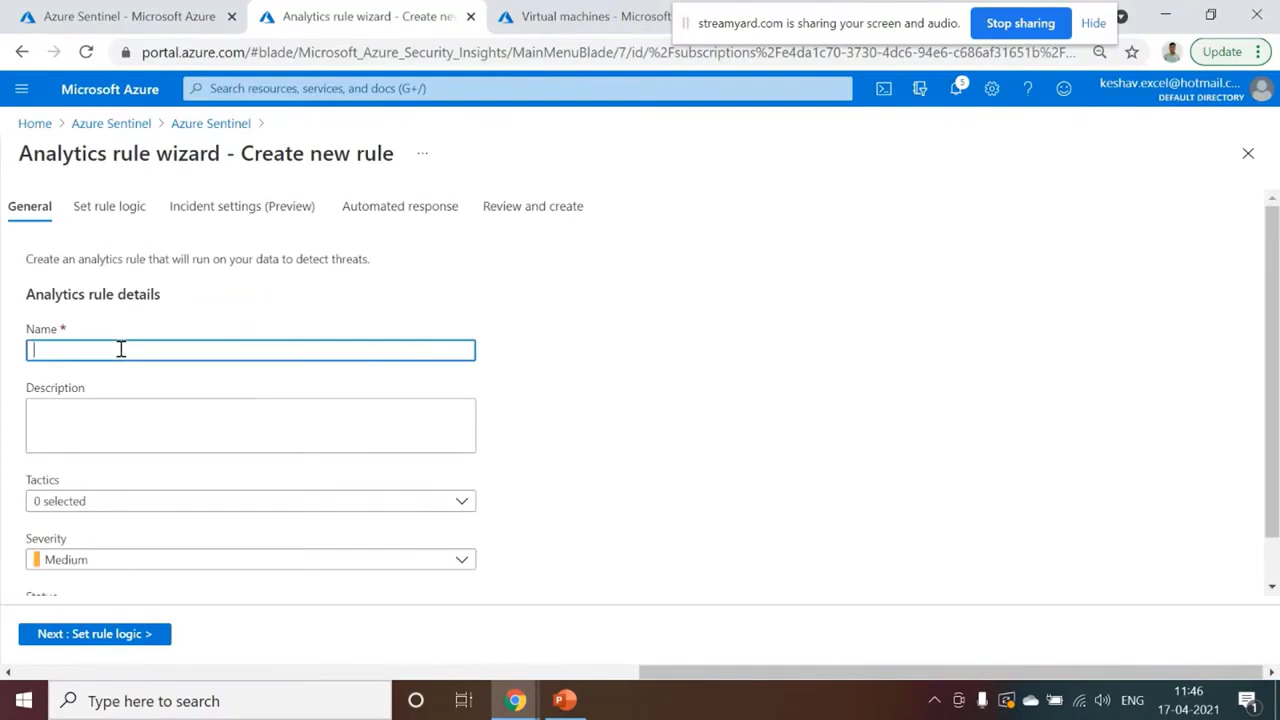 Azure Sentinel - Microsoft Azure
Analytics rule wizard - Create new
Virtual machines - Microsoft
streamyard.com is sharing your screen and audio.
Stop sharing
Hide
portal.azure.com/#blade/Microsoft_Azure_Security_Insights/MainMenuBlade/7/id/%2Fsubscriptions%2Fe4da1c70-3730-4dc6-94e6-c686af31651b%2F...
Update
Microsoft Azure
Search resources, services, and docs (G+/)
5
keshav.excel@hotmail.c...
DEFAULT DIRECTORY
Home > Azure Sentinel > Azure Sentinel >
Analytics rule wizard - Create new rule ...
General
Set rule logic
Incident settings (Preview)
Automated response
Review and create
Create an analytics rule that will run on your data to detect threats.
Analytics rule details
Name *
Description
Tactics
0 selected
Severity
Medium
Status
Next : Set rule logic >
Type here to search
ENG
11:46
17-04-2021
1